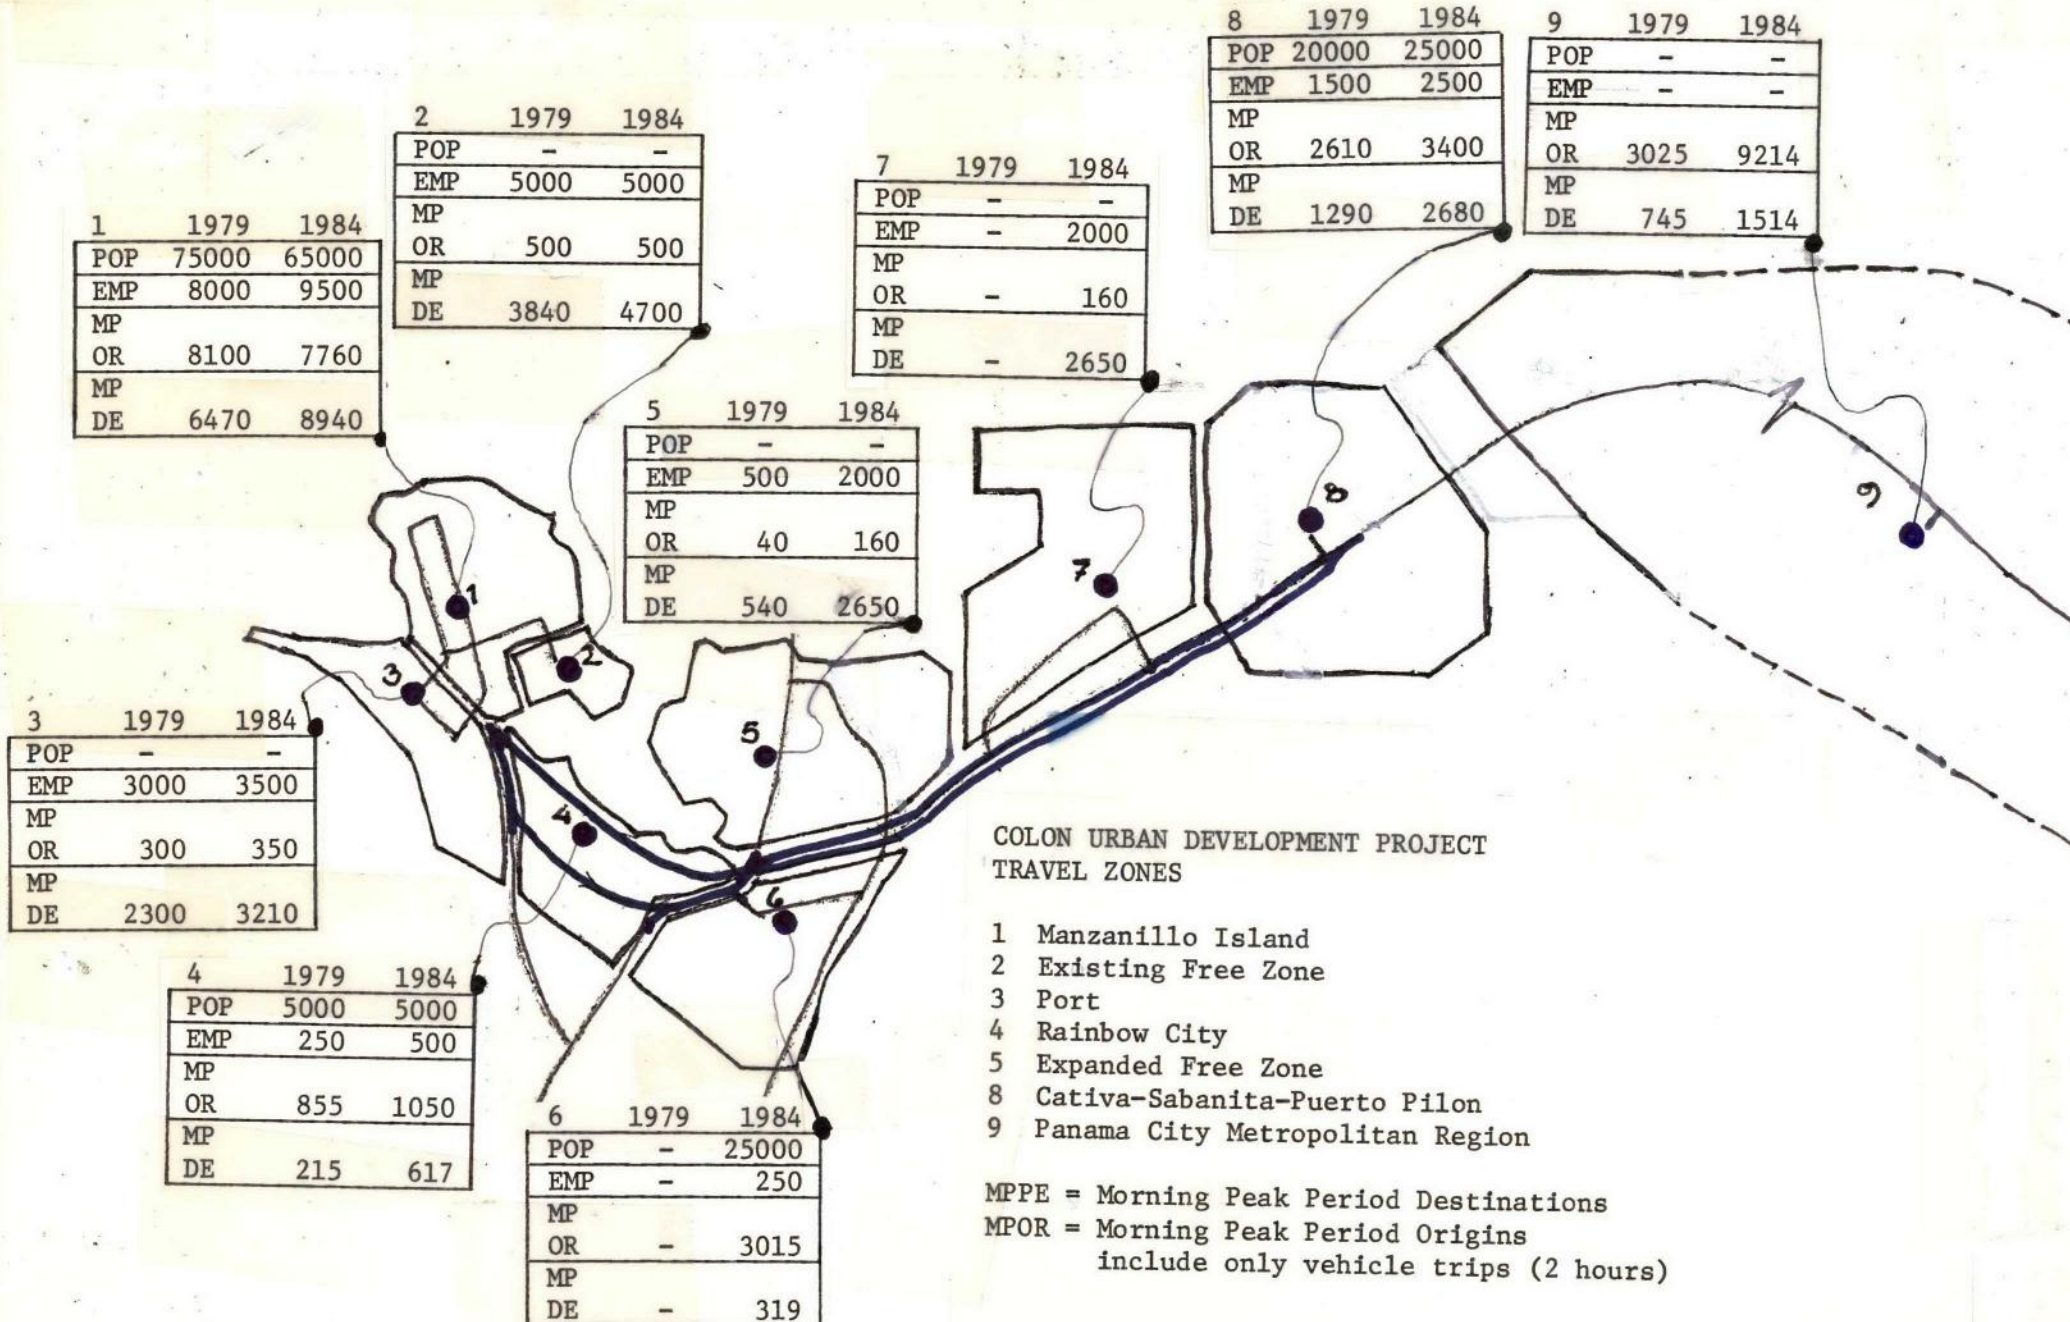 8 1979 1984
POP 20000 25000
EMP 1500 2500
MP
OR 2610 3400
MP
DE 1290 2680
9 1979 1984
POP - -
EMP - -
MP
OR 3025 9214
MP
DE 745 1514
2 1979 1984
POP - -
EMP 5000 5000
MP
OR 500 500
MP
DE 3840 4700
7 1979 1984
POP - -
EMP - 2000
MP
OR - 160
MP
DE - 2650
1 1979 1984
POP 75000 65000
EMP 8000 9500
MP
OR 8100 7760
MP
DE 6470 8940
5 1979 1984
POP - -
EMP 500 2000
MP
OR 40 160
MP
DE 540 2650
8
9
7
1
2
3
5
4
6
3 1979 1984
POP - -
EMP 3000 3500
MP
OR 300 350
MP
DE 2300 3210
4 1979 1984
POP 5000 5000
EMP 250 500
MP
OR 855 1050
MP
DE 215 617
6 1979 1984
POP - 25000
EMP - 250
MP
OR - 3015
MP
DE - 319
COLON URBAN DEVELOPMENT PROJECT
TRAVEL ZONES
1 Manzanillo Island
2 Existing Free Zone
3 Port
4 Rainbow City
5 Expanded Free Zone
8 Cativa-Sabanita-Puerto Pilon
9 Panama City Metropolitan Region
MPPE = Morning Peak Period Destinations
MPOR = Morning Peak Period Origins
include only vehicle trips (2 hours)